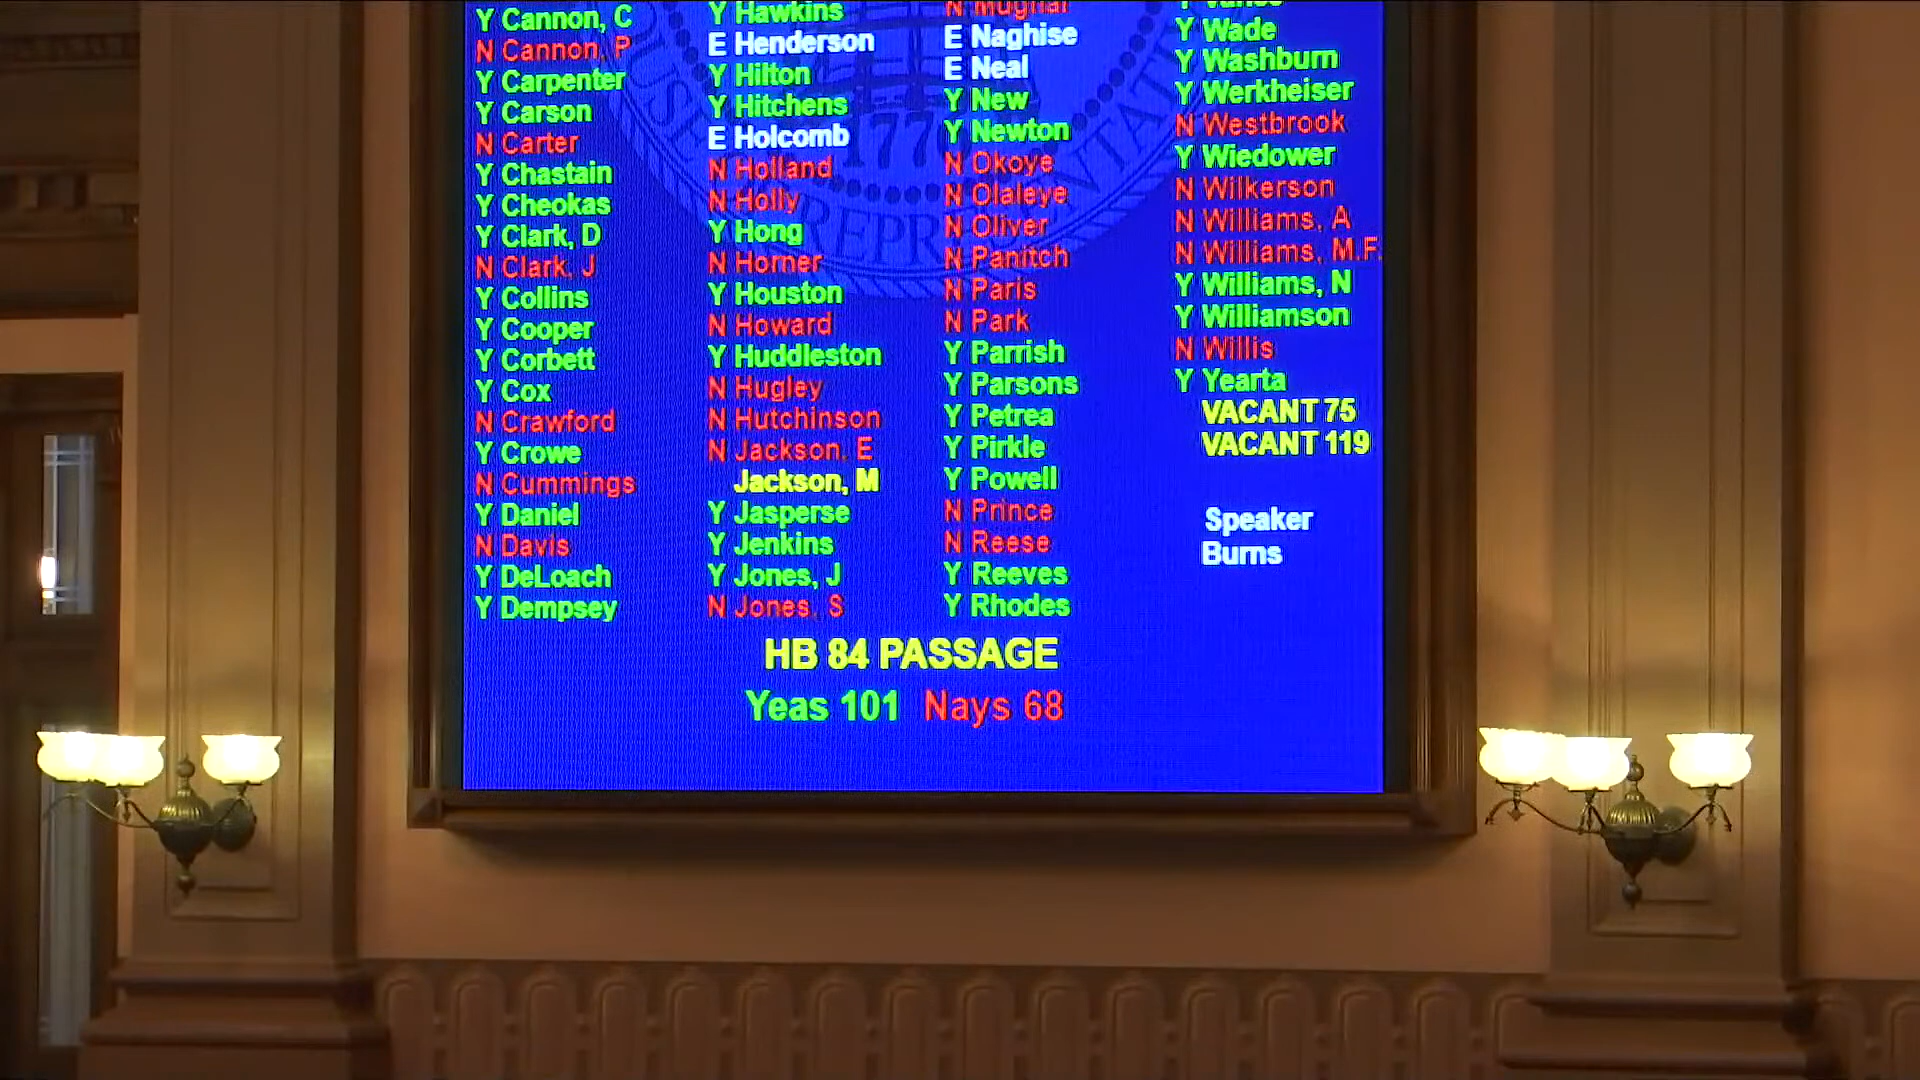 Y Cannon, C
N Cannon, P
Y Carpenter
Y Carson
N Carter
Y Chastain
Y Cheokas
Y Clark, D
N Clark, J
Y Collins
Y Cooper
Y Corbett
Y Cox
N Crawford
Y Crowe
N Cummings
Y Daniel
N Davis
Y DeLoach
Y Dempsey
Y Hawkins
E Henderson
Y Hilton
Y Hitchens
E Holcomb
N Holland
N Holly
Y Hong
N Horner
Y Houston
N Howard
Y Huddleston
N Hugley
N Hutchinson
N Jackson, E
Jackson, M
Y Jasperse
Y Jenkins
Y Jones, J
N Jones, S
N Mughal
E Naghise
E Neal
Y New
Y Newton
N Okoye
N Olaleye
N Oliver
N Panitch
N Paris
N Park
Y Parrish
Y Parsons
Y Petrea
Y Pirkle
Y Powell
N Prince
N Reese
Y Reeves
Y Rhodes
Y Wade
Y Washburn
Y Werkheiser
N Westbrook
Y Wiedower
N Wilkerson
N Williams, A
N Williams, M.F.
Y Williams, N
Y Williamson
N Willis
Y Yearta
VACANT 75
VACANT 119
Speaker
Burns
HB 84 PASSAGE
Yeas 101 Nays 68